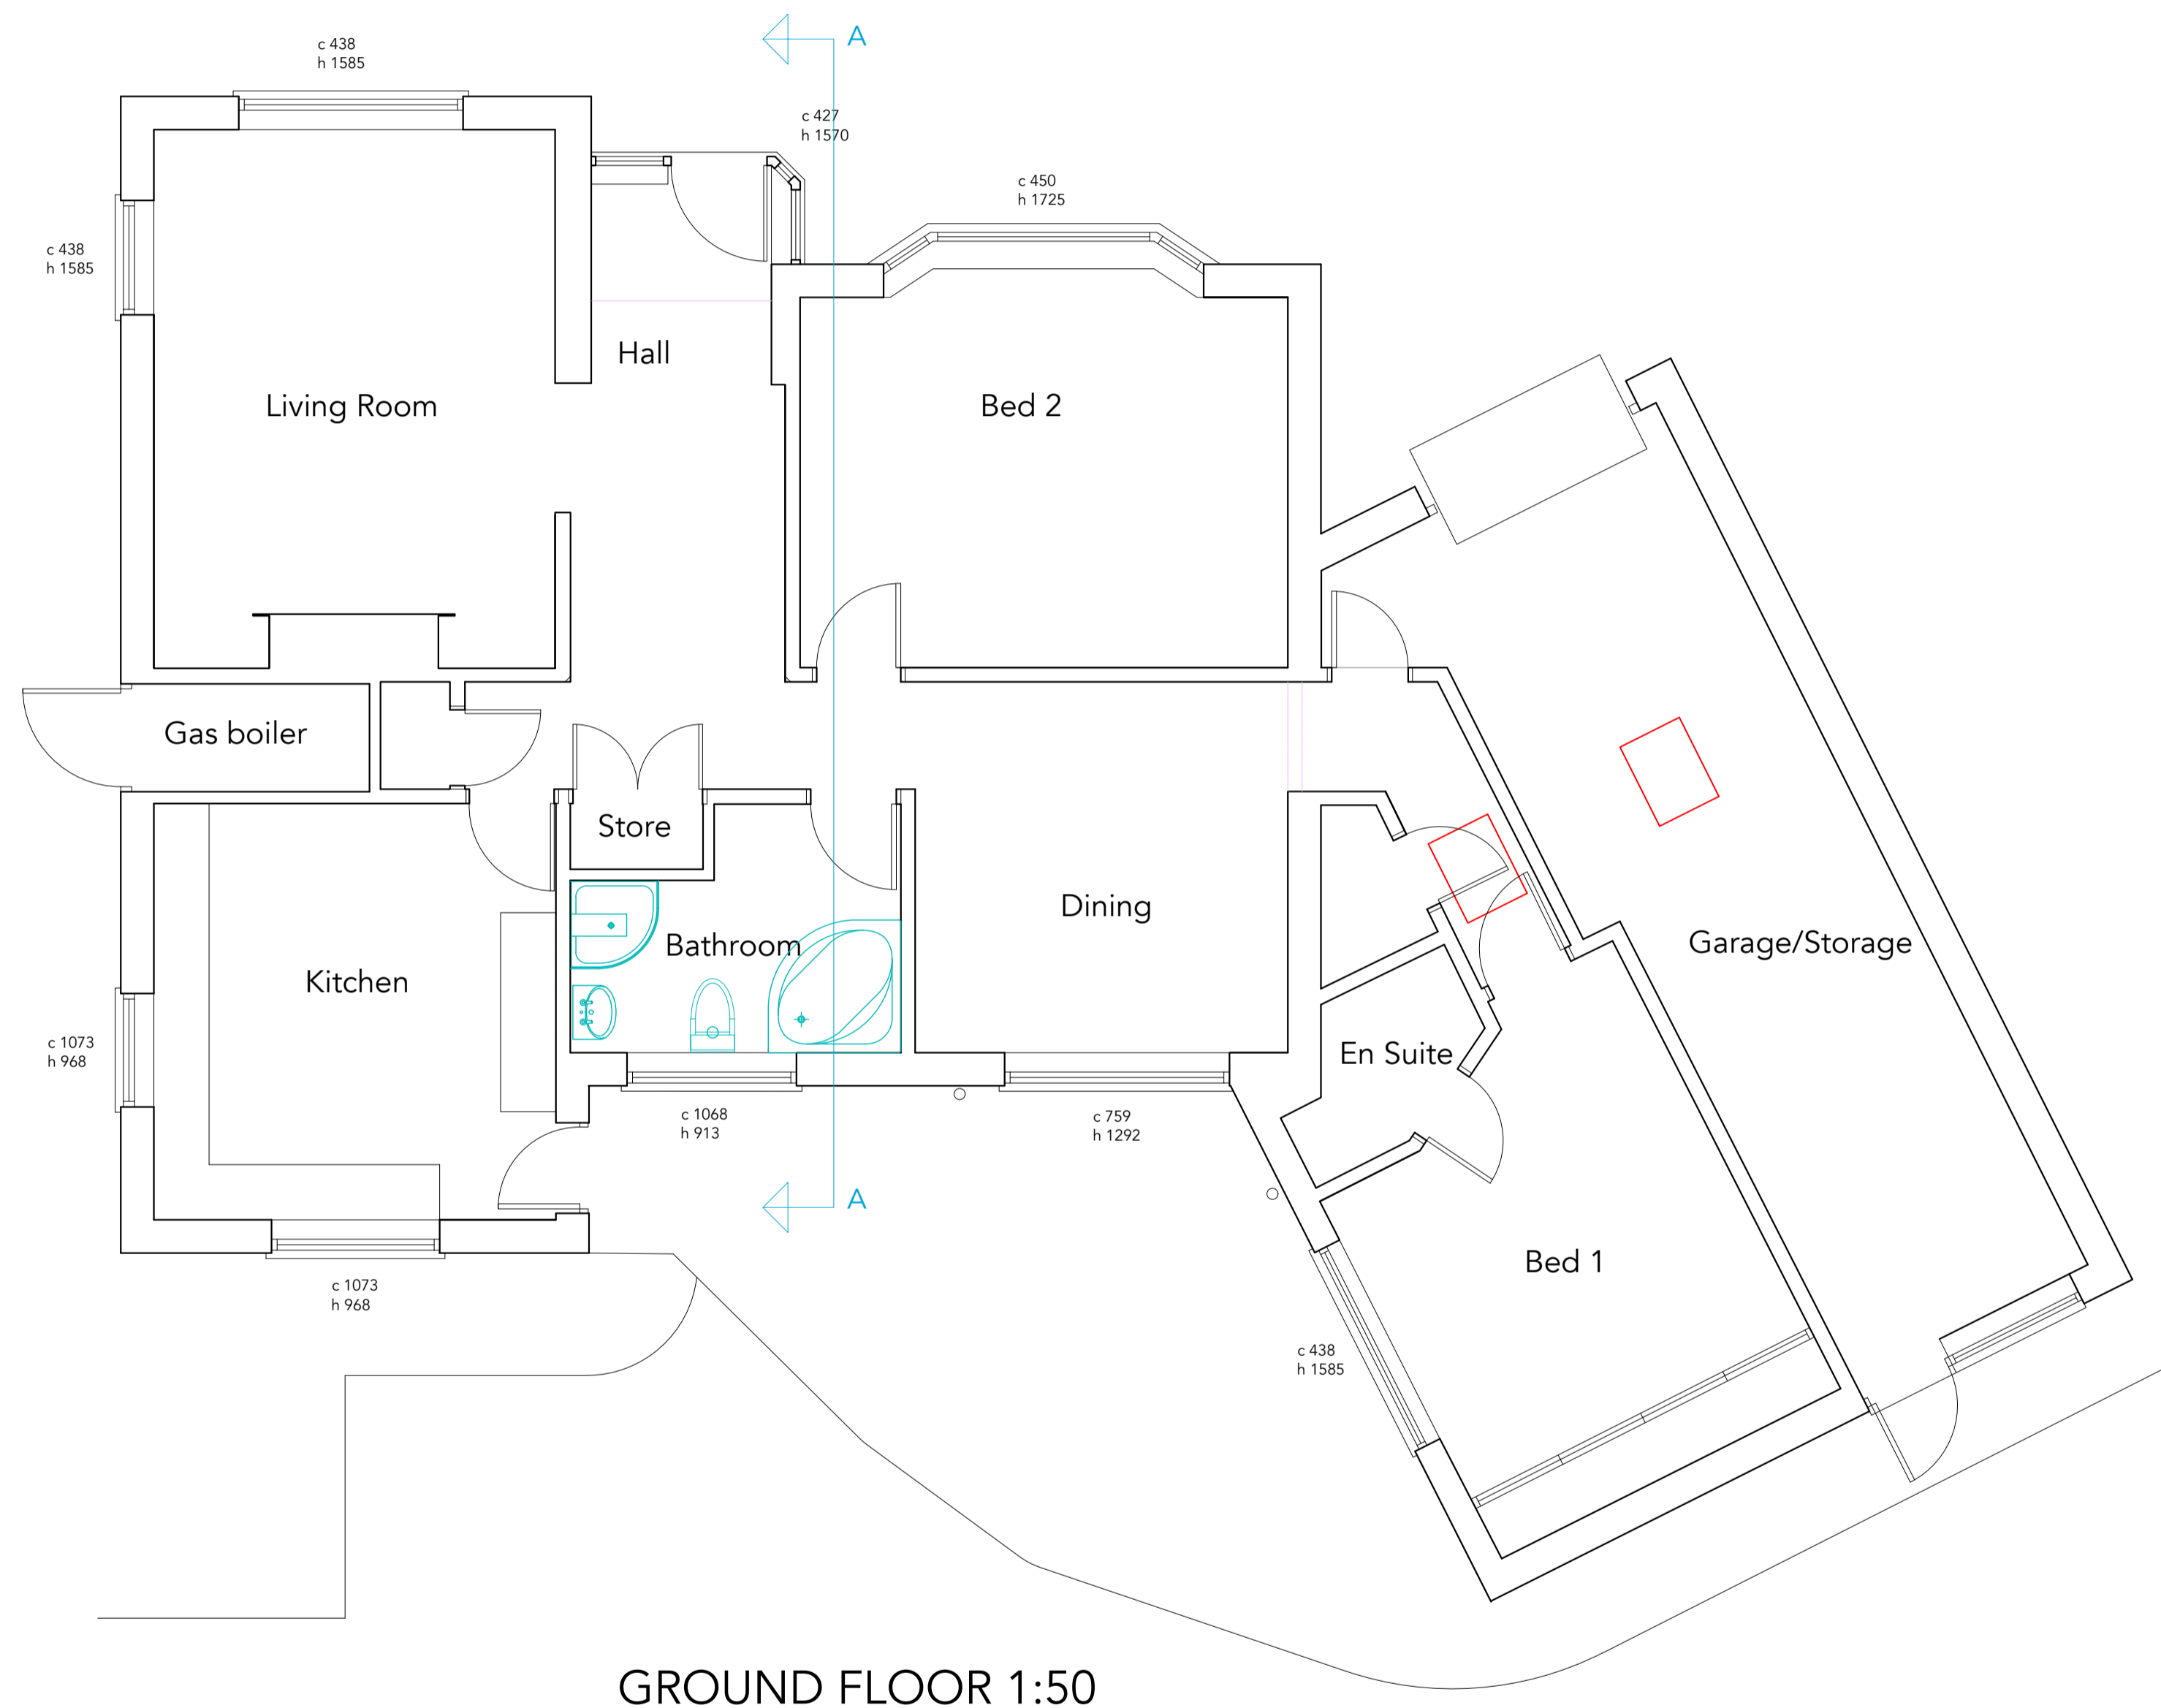 A
c 438
h 1585
c 427
h 1570
c 450
h 1725
c 438
h 1585
Hall
Living Room
Bed 2
Gas boiler
Store
Dining
Bathroom
Garage/Storage
Kitchen
En Suite
c 1073
h 968
c 1068
h 913
c 759
h 1292
A
Bed 1
c 1073
h 968
c 438
h 1585
GROUND FLOOR 1:50